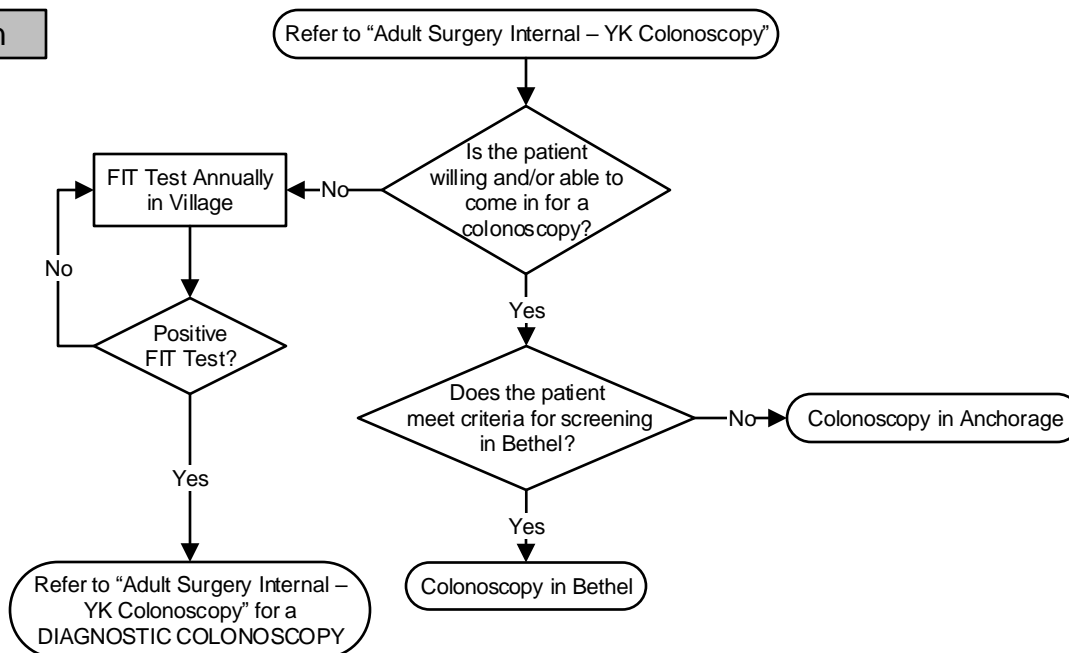 Refer to “Adult Surgery Internal – YK Colonoscopy”
Is the patient
willing and/or able to
come in for a
colonoscopy?
No
FIT Test Annually
in Village
No
Yes
Positive
FIT Test?
Does the patient
meet criteria for screening
in Bethel?
No
Colonoscopy in Anchorage
Yes
Yes
Colonoscopy in Bethel
Refer to “Adult Surgery Internal –
YK Colonoscopy” for a
DIAGNOSTIC COLONOSCOPY